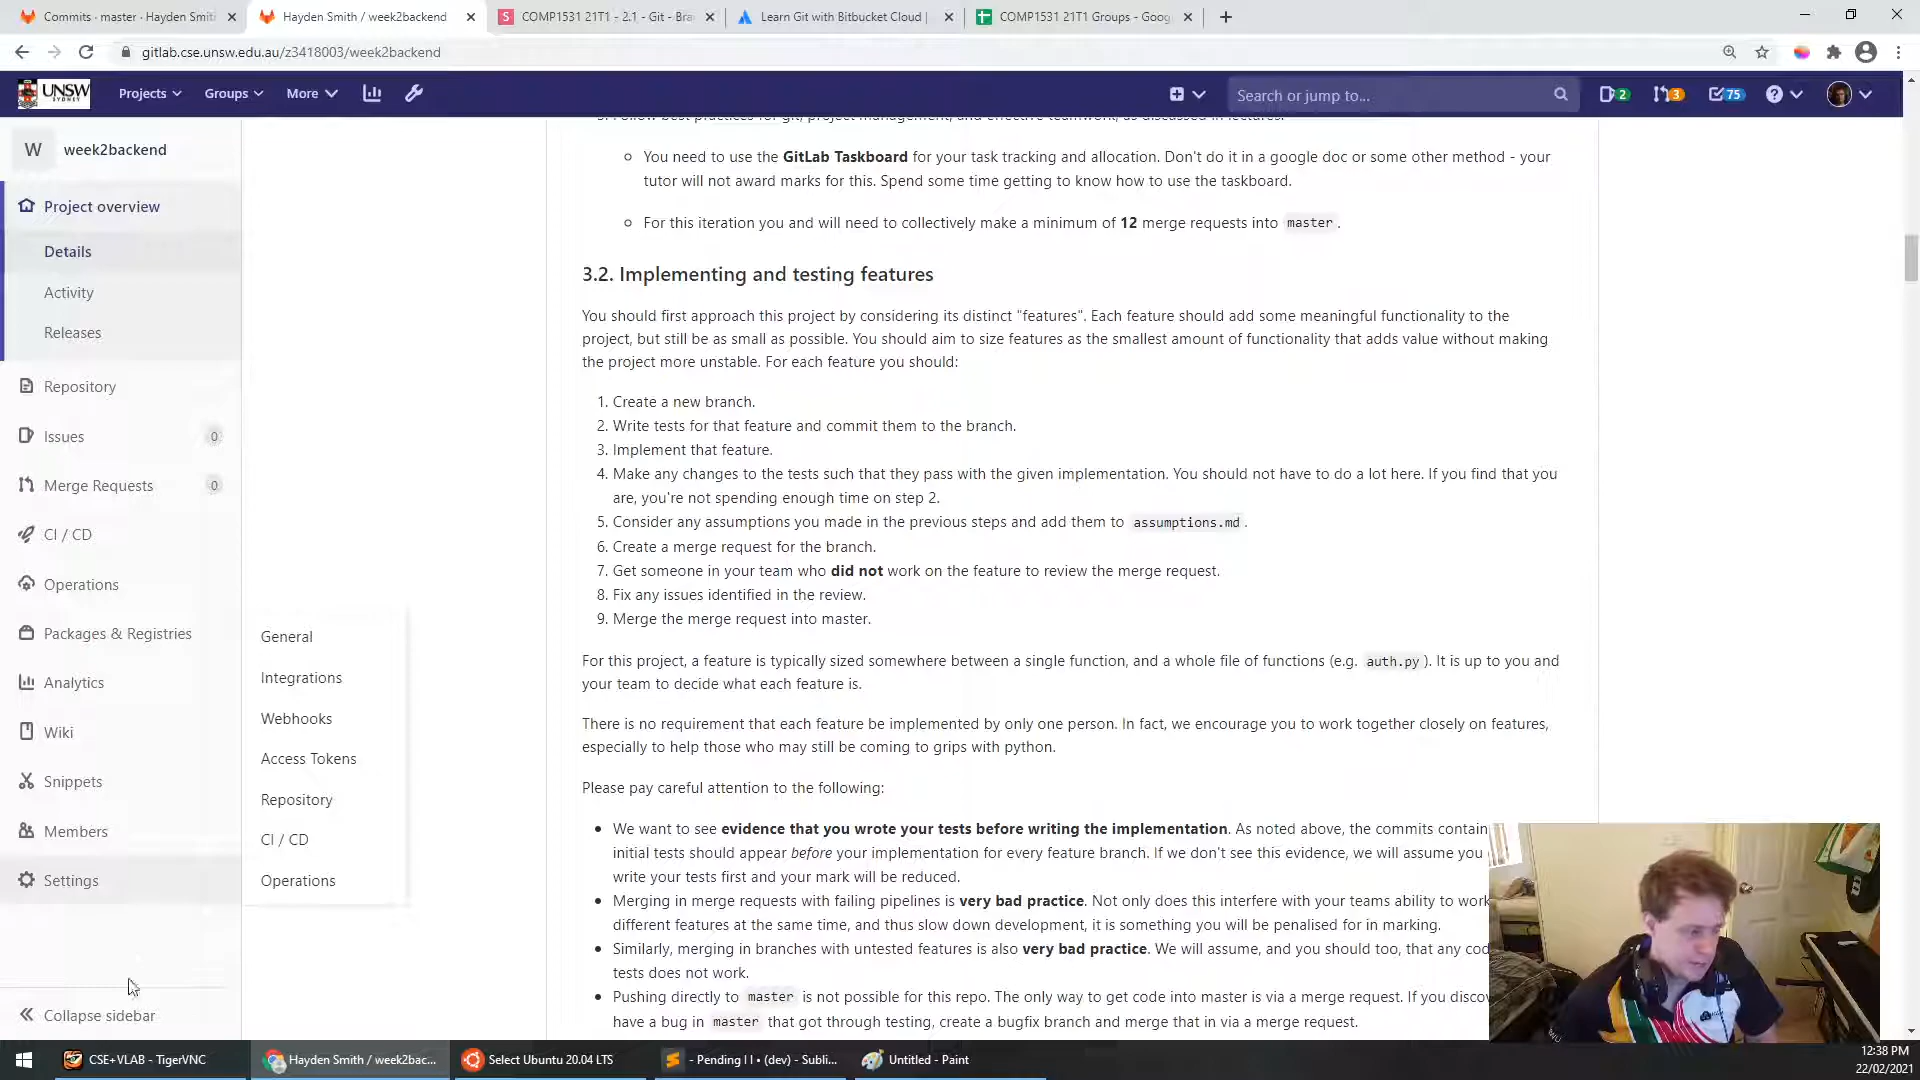 Commits · master · Hayden Smit
Hayden Smith / week2backend
COMP1531 21T1 - 2.1 - Git - Bra
Learn Git with Bitbucket Cloud |
COMP1531 21T1 Groups - Goog
gitlab.cse.unsw.edu.au/z3418003/week2backend
UNSW
SYDNEY
Projects
Groups
More
Search or jump to...
2
3
75
W
week2backend
Project overview
Details
Activity
Releases
Repository
Issues
0
Merge Requests
0
CI / CD
Operations
Packages & Registries
Analytics
Wiki
Snippets
Members
Settings
Collapse sidebar
General
Integrations
Webhooks
Access Tokens
Repository
CI / CD
Operations
Follow best practices for git, project management, and effective teamwork, as discussed in lectures.
You need to use the GitLab Taskboard for your task tracking and allocation. Don't do it in a google doc or some other method - your
tutor will not award marks for this. Spend some time getting to know how to use the taskboard.
For this iteration you and will need to collectively make a minimum of 12 merge requests into master .
3.2. Implementing and testing features
You should first approach this project by considering its distinct "features". Each feature should add some meaningful functionality to the
project, but still be as small as possible. You should aim to size features as the smallest amount of functionality that adds value without making
the project more unstable. For each feature you should:
1. Create a new branch.
2. Write tests for that feature and commit them to the branch.
3. Implement that feature.
4. Make any changes to the tests such that they pass with the given implementation. You should not have to do a lot here. If you find that you
are, you're not spending enough time on step 2.
5. Consider any assumptions you made in the previous steps and add them to assumptions.md .
6. Create a merge request for the branch.
7. Get someone in your team who did not work on the feature to review the merge request.
8. Fix any issues identified in the review.
9. Merge the merge request into master.
For this project, a feature is typically sized somewhere between a single function, and a whole file of functions (e.g. auth.py ). It is up to you and
your team to decide what each feature is.
There is no requirement that each feature be implemented by only one person. In fact, we encourage you to work together closely on features,
especially to help those who may still be coming to grips with python.
Please pay careful attention to the following:
We want to see evidence that you wrote your tests before writing the implementation. As noted above, the commits contain
initial tests should appear before your implementation for every feature branch. If we don't see this evidence, we will assume you
write your tests first and your mark will be reduced.
Merging in merge requests with failing pipelines is very bad practice. Not only does this interfere with your teams ability to work
different features at the same time, and thus slow down development, it is something you will be penalised for in marking.
Similarly, merging in branches with untested features is also very bad practice. We will assume, and you should too, that any cod
tests does not work.
Pushing directly to master is not possible for this repo. The only way to get code into master is via a merge request. If you disco
have a bug in master that got through testing, create a bugfix branch and merge that in via a merge request.
CSE+VLAB - TigerVNC
Hayden Smith / week2bac...
Select Ubuntu 20.04 LTS
- Pending I I • (dev) - Subli...
Untitled - Paint
12:38 PM
22/02/2021